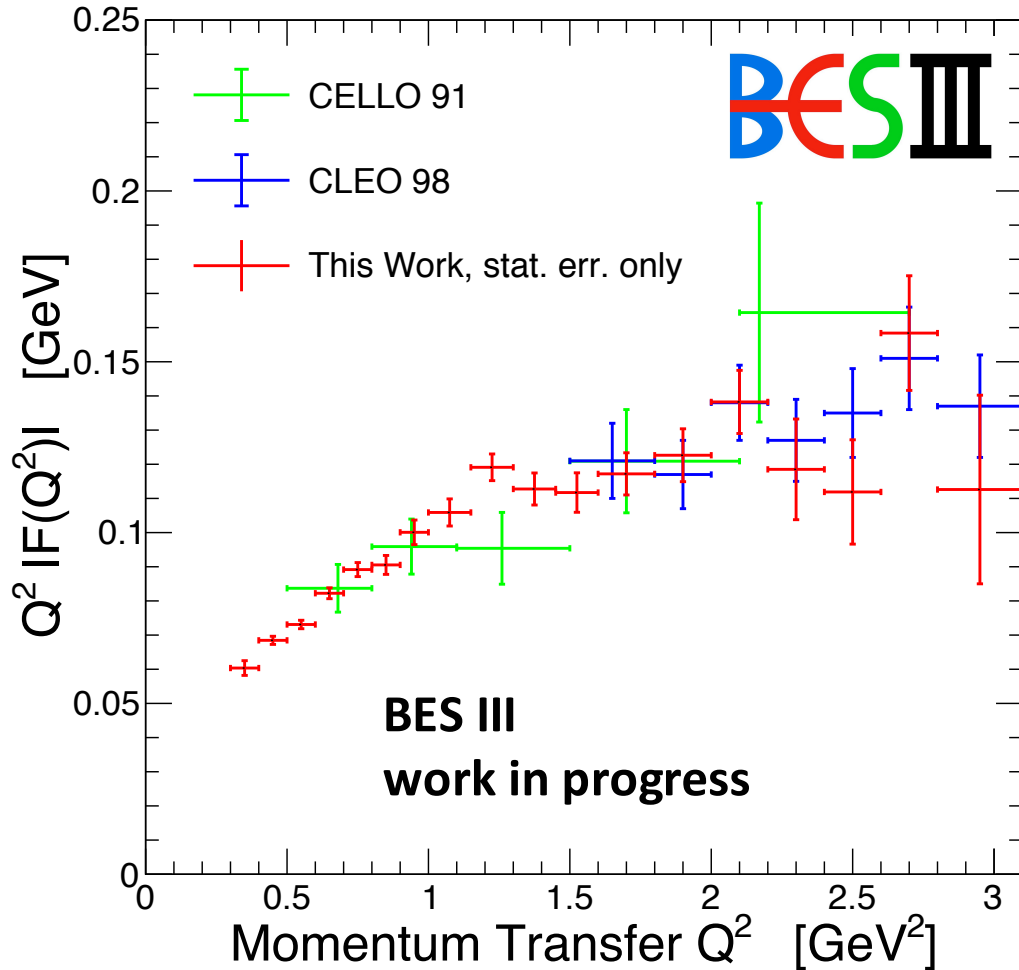 0.25
0.2
0.15
0.1
0.05
0
Q² IF(Q²)I [GeV]
CELLO 91
CLEO 98
This Work, stat. err. only
BESIII
BES III
work in progress
0 0.5 1 1.5 2 2.5 3
Momentum Transfer Q² [GeV²]